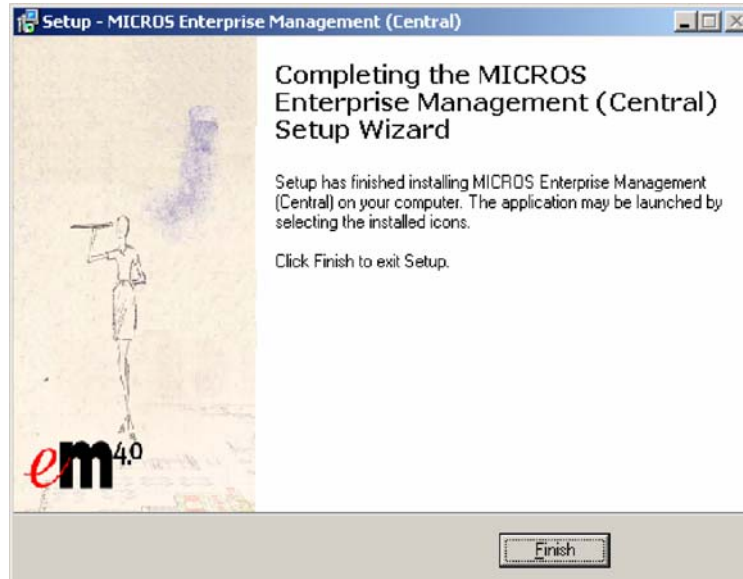 Setup - MICROS Enterprise Management (Central)
Completing the MICROS
Enterprise Management (Central)
Setup Wizard
Setup has finished installing MICROS Enterprise Management
(Central) on your computer. The application may be launched by
selecting the installed icons.
Click Finish to exit Setup.
em 4.0
Finish